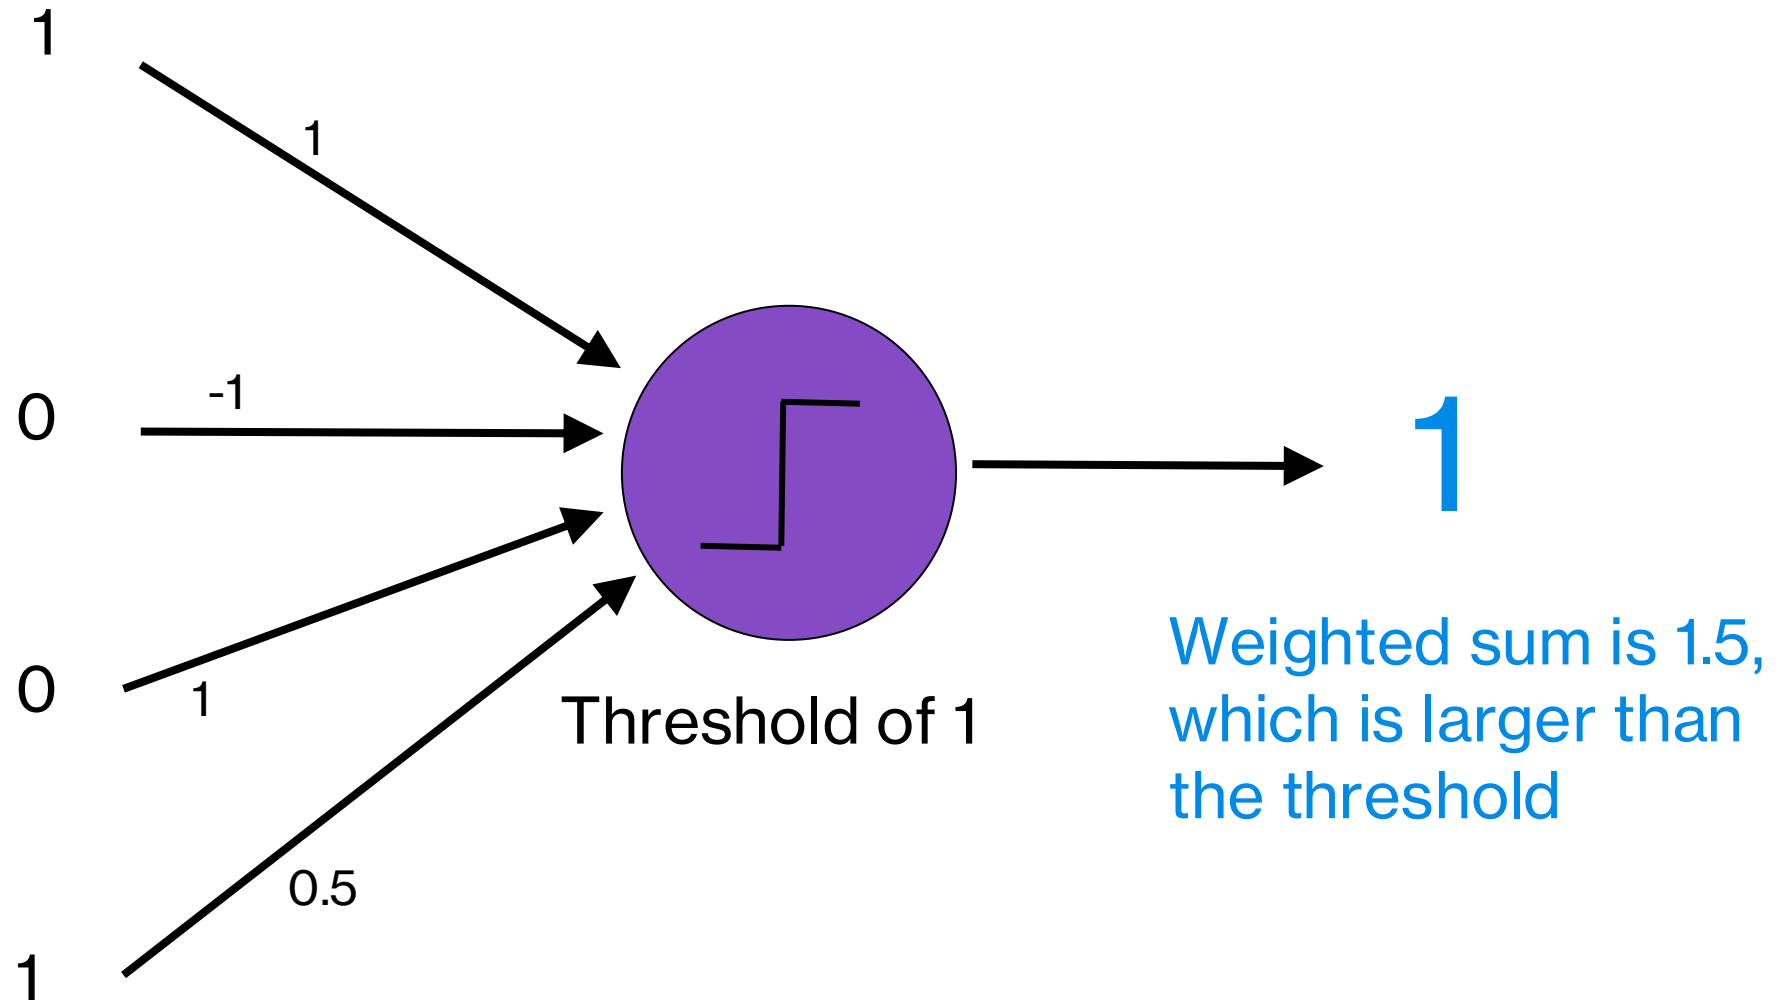 1
1
0
-1
0
1
1
0.5
Threshold of 1
1
Weighted sum is 1.5,
which is larger than
the threshold